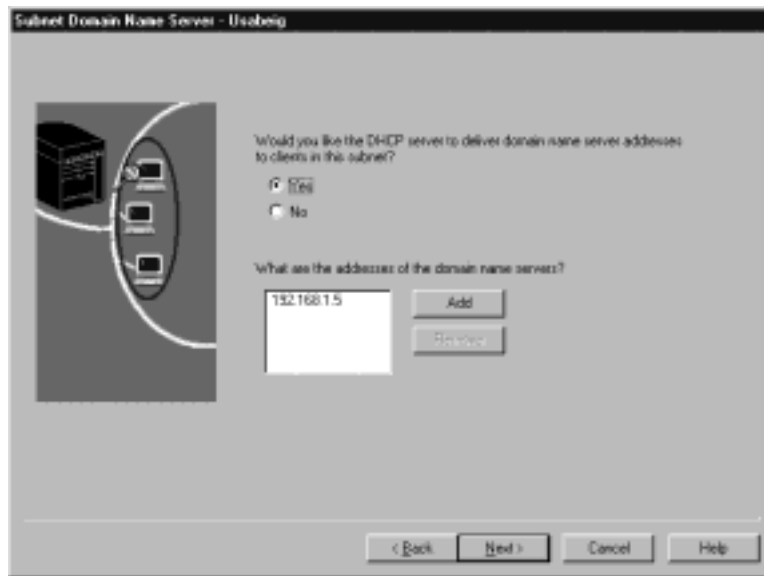 Subnet Domain Name Server - Usabeig
Would you like the DHCP server to deliver domain name server addresses
to clients in this subnet?
Yes
No
What are the addresses of the domain name servers?
192.168.1.5
Add
Remove
< Back
Next >
Cancel
Help